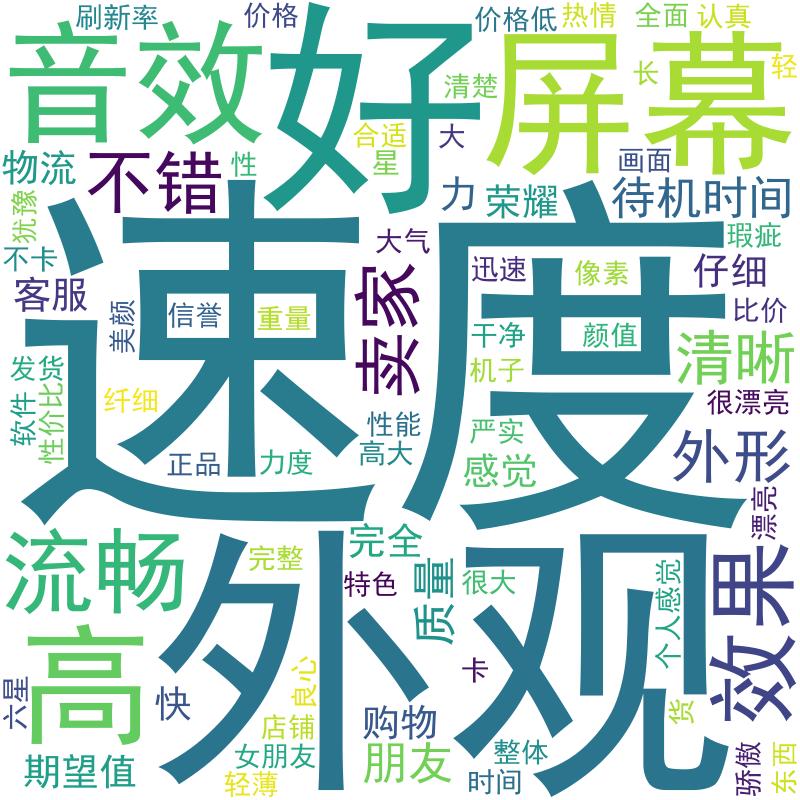 刷新率
价格
价格低
热情
全面
认真
音效
好
屏幕
清楚
长
轻
合适
大
星
性
画面
物流
不错
力
荣耀
待机时间
犹豫
不卡
大气
瑕疵
客服
卖家
迅速
像素
仔细
速度
美颜
信誉
重量
干净
颜值
比价
清晰
发货
软件
性价比
纤细
机子
很漂亮
性能
严实
外形
正品
力度
高大
感觉
漂亮
流畅
完整
完全
特色
质量
很大
个人感觉
效果
高
外观
卡
六星
快
良心
店铺
购物
货
期望值
女朋友
朋友
整体
轻薄
时间
骄傲
东西